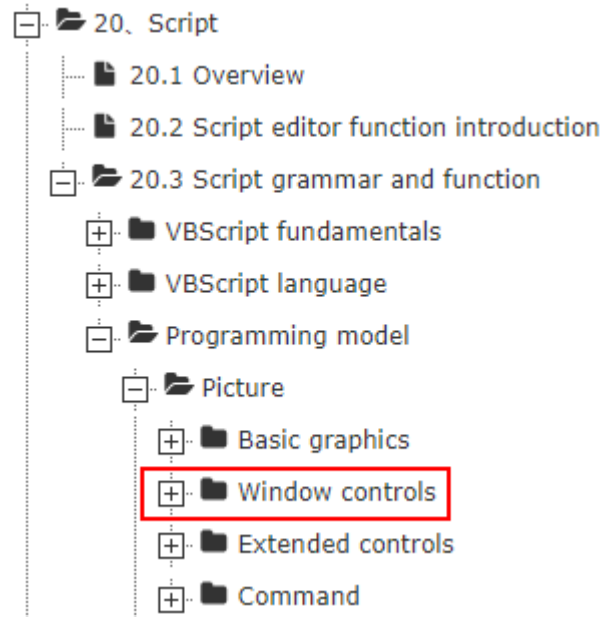 20、Script
20.1 Overview
20.2 Script editor function introduction
20.3 Script grammar and function
VBScript fundamentals
VBScript language
Programming model
Picture
Basic graphics
Window controls
Extended controls
Command